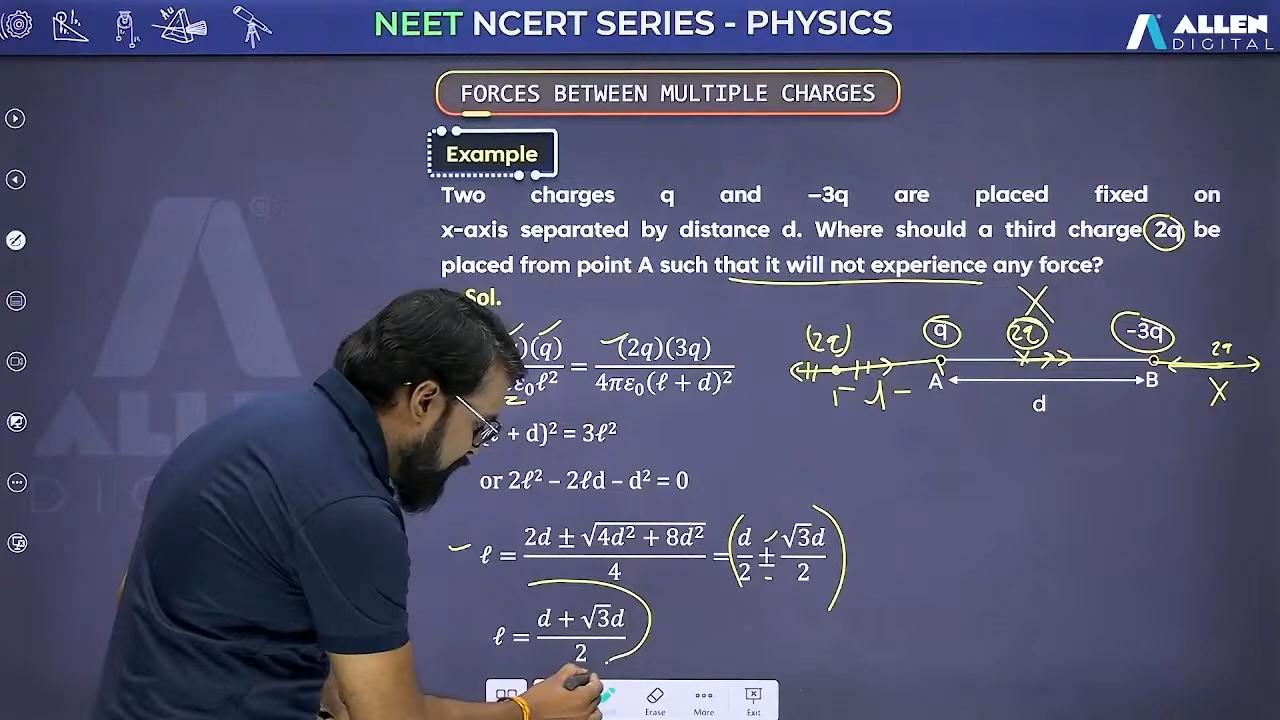 NEET NCERT SERIES - PHYSICS
ALLEN
DIGITAL
FORCES BETWEEN MULTIPLE CHARGES
Example
Two charges q and –3q are placed fixed on
x-axis separated by distance d. Where should a third charge 2q be
placed from point A such that it will not experience any force?
Sol.
)(q) / ε₀ℓ² = (2q)(3q) / 4πε₀(ℓ + d)²
+ d)² = 3ℓ²
or 2ℓ² – 2ℓd – d² = 0
ℓ = 2d ± √4d² + 8d² / 4 = (d/2 ± √3d/2)
ℓ = d + √3d / 2
X
(2q) q 2q -3q 2q
A B X
d
Erase More Exit